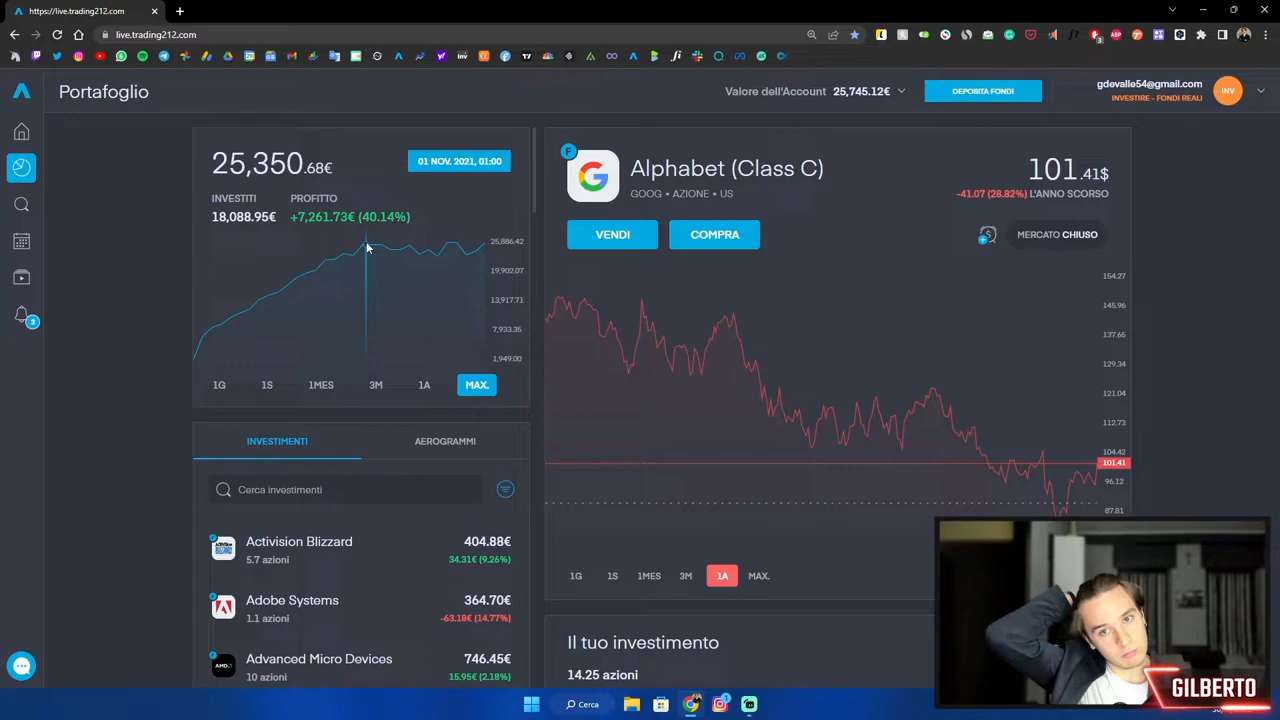 https://live.trading212.com
live.trading212.com
Portafoglio
Valore dell'Account 25,745.12€
DEPOSITA FONDI
gdevalle54@gmail.com
INVESTIRE - FONDI REALI
INV
25,350.68€
01 NOV. 2021, 01:00
INVESTITI PROFITTO
18,088.95€ +7,261.73€ (40.14%)
25,886.42
19,902.07
13,917.71
7,933.35
1,949.00
1G 1S 1MES 3M 1A MAX.
3
INVESTIMENTI AEROGRAMMI
Cerca investimenti
Activision Blizzard 404.88€
5.7 azioni 34.31€ (9.26%)
Adobe Systems 364.70€
1.1 azioni -63.18€ (14.77%)
AMD
Advanced Micro Devices 746.45€
10 azioni 15.95€ (2.18%)
F
Alphabet (Class C) 101.41$
GOOG • AZIONE • US -41.07 (28.82%) L'ANNO SCORSO
VENDI COMPRA
MERCATO CHIUSO
154.27
145.96
137.65
129.34
121.04
112.73
104.42
101.41
96.12
87.81
1G 1S 1MES 3M 1A MAX.
Il tuo investimento
14.25 azioni
GILBERTO
Cerca